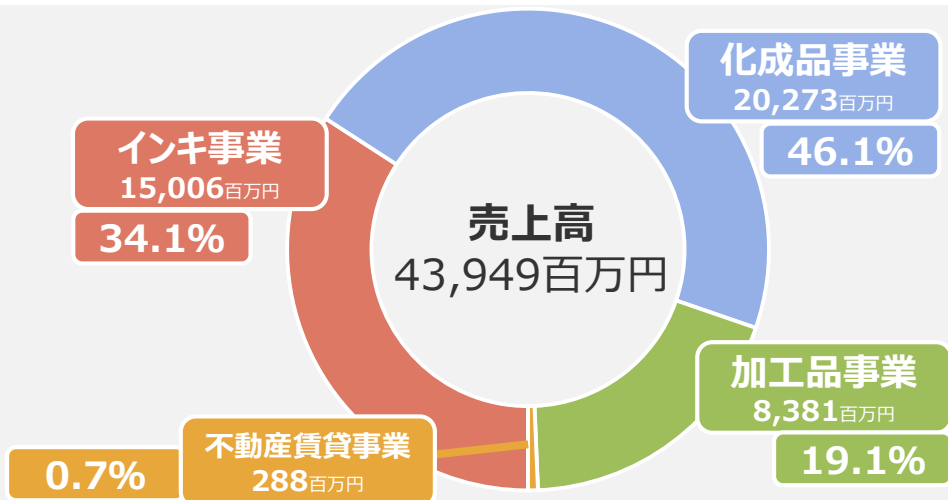 化成品事業
20,273百万円
46.1%
インキ事業
15,006百万円
34.1%
売上高
43,949百万円
加工品事業
8,381百万円
19.1%
不動産賃貸事業
288百万円
0.7%